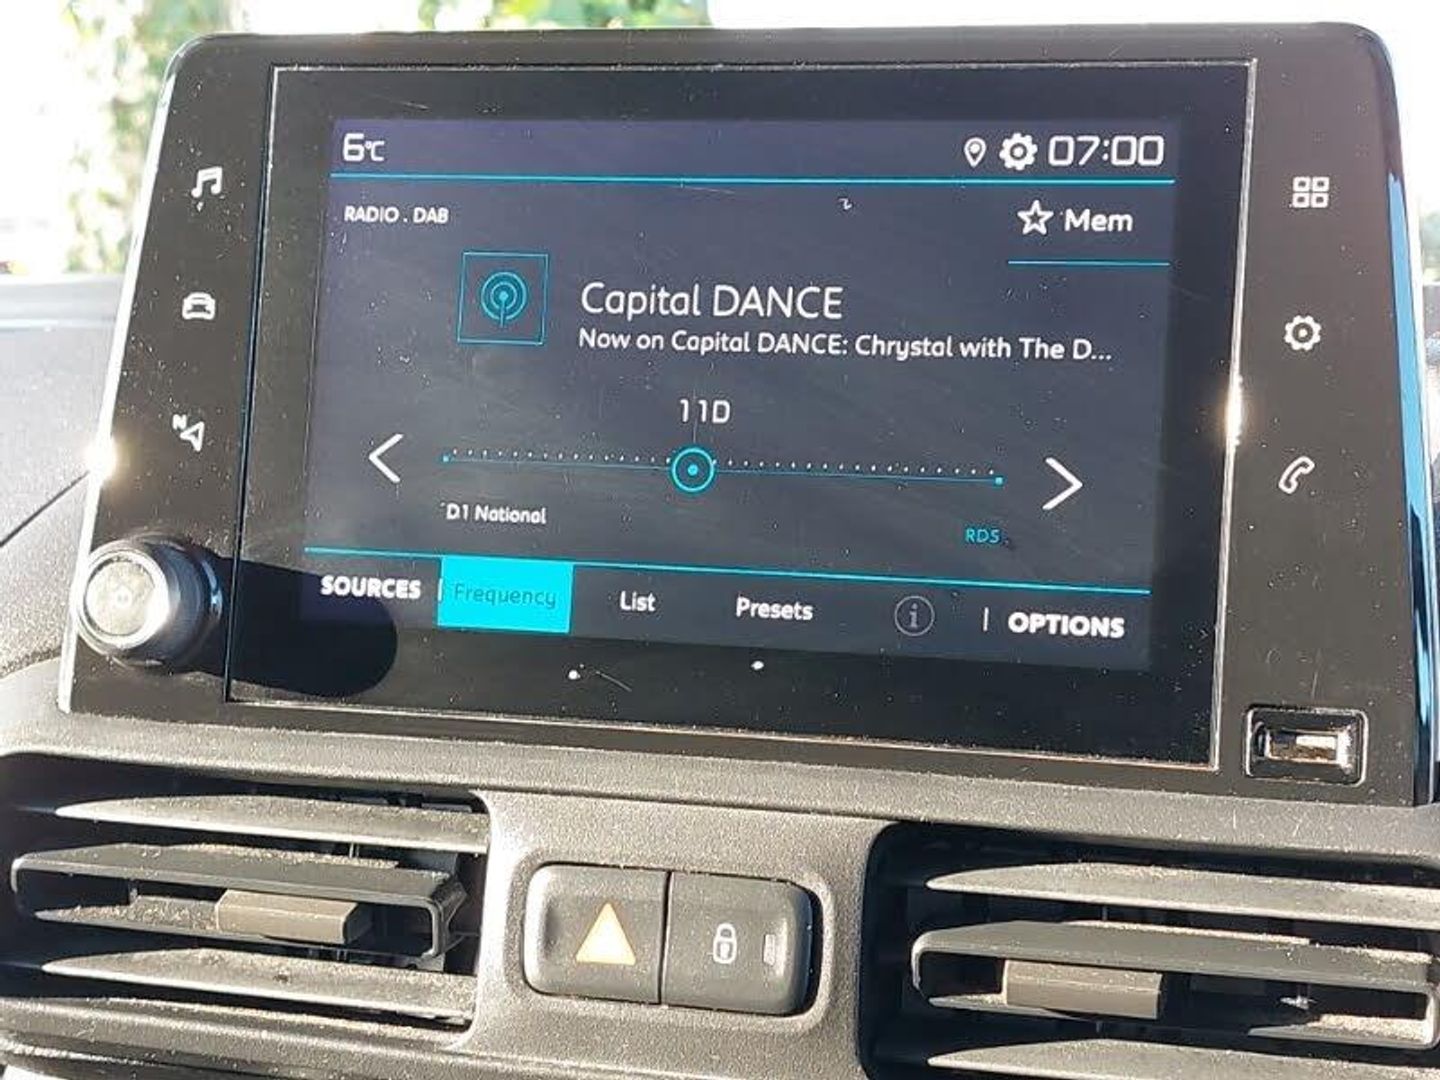 6°C 07:00
RADIO . DAB
Mem
Capital DANCE
Now on Capital DANCE: Chrystal with The D...
11D
D1 National
RDS
SOURCES Frequency List Presets i OPTIONS
N